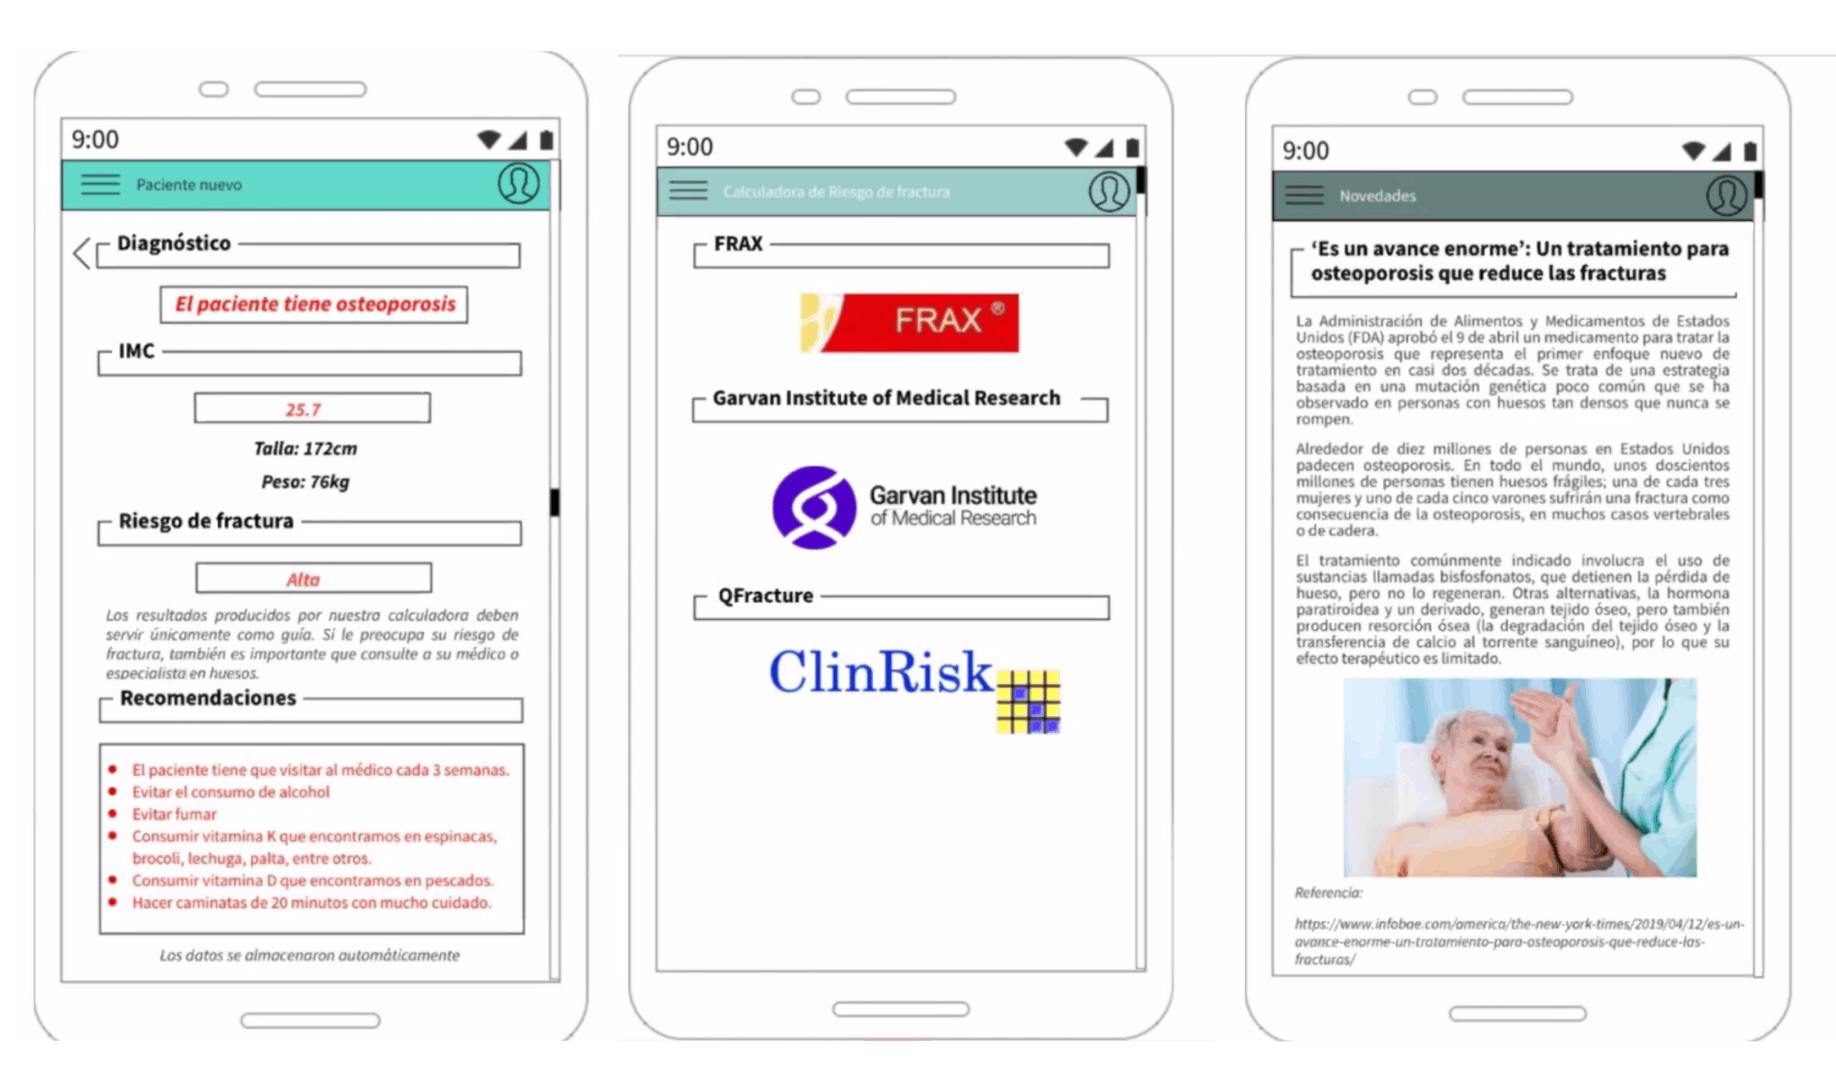 9:00
Paciente nuevo
Diagnóstico
El paciente tiene osteoporosis
IMC
25.7
Talla: 172cm
Peso: 76kg
Riesgo de fractura
Alta
Los resultados producidos por nuestra calculadora deben
servir únicamente como guía. Si le preocupa su riesgo de
fractura, también es importante que consulte a su médico o
especialista en huesos.
Recomendaciones
El paciente tiene que visitar al médico cada 3 semanas.
Evitar el consumo de alcohol
Evitar fumar
Consumir vitamina K que encontramos en espinacas,
brocoli, lechuga, palta, entre otros.
Consumir vitamina D que encontramos en pescados.
Hacer caminatas de 20 minutos con mucho cuidado.
Los datos se almacenaron automáticamente
9:00
Calculadora de Riesgo de fractura
FRAX
FRAX ®
Garvan Institute of Medical Research
Garvan Institute
of Medical Research
QFracture
ClinRisk
9:00
Novedades
‘Es un avance enorme’: Un tratamiento para
osteoporosis que reduce las fracturas
La Administración de Alimentos y Medicamentos de Estados
Unidos (FDA) aprobó el 9 de abril un medicamento para tratar la
osteoporosis que representa el primer enfoque nuevo de
tratamiento en casi dos décadas. Se trata de una estrategia
basada en una mutación genética poco común que se ha
observado en personas con huesos tan densos que nunca se
rompen.
Alrededor de diez millones de personas en Estados Unidos
padecen osteoporosis. En todo el mundo, unos doscientos
millones de personas tienen huesos frágiles; una de cada tres
mujeres y uno de cada cinco varones sufrirán una fractura como
consecuencia de la osteoporosis, en muchos casos vertebrales
o de cadera.
El tratamiento comúnmente indicado involucra el uso de
sustancias llamadas bisfosfonatos, que detienen la pérdida de
hueso, pero no lo regeneran. Otras alternativas, la hormona
paratiroidea y un derivado, generan tejido óseo, pero también
producen resorción ósea (la degradación del tejido óseo y la
transferencia de calcio al torrente sanguíneo), por lo que su
efecto terapéutico es limitado.
Referencia:
https://www.infobae.com/america/the-new-york-times/2019/04/12/es-un-
avance-enorme-un-tratamiento-para-osteoporosis-que-reduce-las-
fracturas/